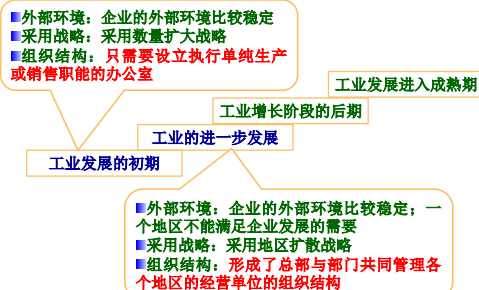 ■外部环境：企业的外部环境比较稳定
■采用战略：采用数量扩大战略
■组织结构：只需要设立执行单纯生产
或销售职能的办公室
工业发展进入成熟期
工业增长阶段的后期
工业的进一步发展
工业发展的初期
■外部环境：企业的外部环境比较稳定；一
个地区不能满足企业发展的需要
■采用战略：采用地区扩散战略
■组织结构：形成了总部与部门共同管理各
个地区的经营单位的组织结构